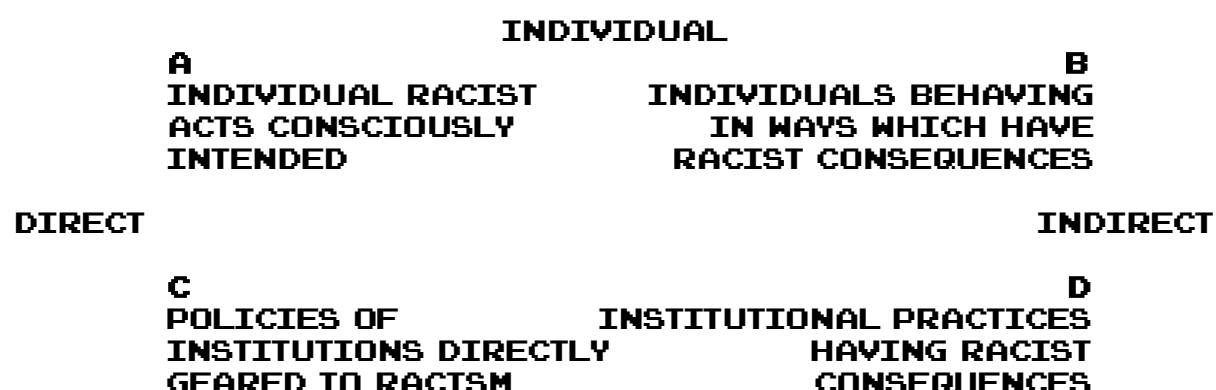 INDIVIDUAL
A B
INDIVIDUAL RACIST INDIVIDUALS BEHAVING
ACTS CONSCIOUSLY IN WAYS WHICH HAVE
INTENDED RACIST CONSEQUENCES
DIRECT INDIRECT
C D
POLICIES OF INSTITUTIONAL PRACTICES
INSTITUTIONS DIRECTLY HAVING RACIST
GEARED TO RACISM CONSEQUENCES